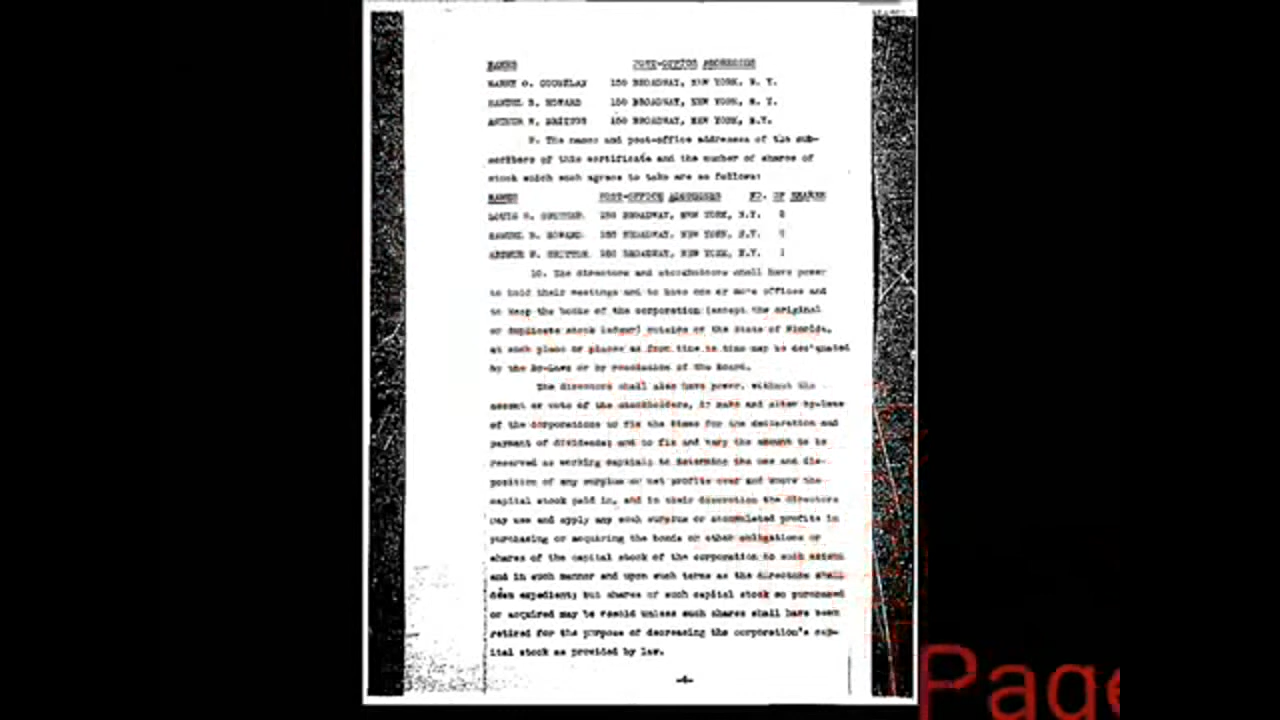 NAMES POST-OFFICE ADDRESSES
HARRY O. 150 BROADWAY, NEW YORK, N. Y.
SAMUEL B. HOWARD 150 BROADWAY, NEW YORK, N. Y.
ARTHUR W. BRITTON 150 BROADWAY, NEW YORK, N.Y.
9. The names and post-office addresses of the sub-
scribers of this certificate and the number of shares of
stock which each agrees to take are as follows:
NAMES POST-OFFICE ADDRESSES NO. OF SHARES
LOUIS 150 BROADWAY, NEW YORK, N.Y.
SAMUEL B. HOWARD 150 BROADWAY, NEW YORK, N.Y.
ARTHUR W. BRITTON 150 BROADWAY, NEW YORK, N.Y. 1
10. The directors and stockholders shall have power
to hold their meetings and to have one or more offices and
to keep the books of the corporation (except the original
or duplicate stock ledger) outside of the State of Florida,
at such place or places as from time to time may be designated
by the By-Laws or by resolution of the Board.
The directors shall also have power, without the
assent or vote of the stockholders, to make and alter by-laws
of the corporation; to fix the times for the declaration and
payment of dividends; and to fix and vary the amount to be
reserved as working capital; to determine the use and dis-
position of any surplus or net profits over and above the
capital stock paid in, and in their discretion the directors
may use and apply any such surplus or accumulated profits in
purchasing or acquiring the bonds or other obligations or
shares of the capital stock of the corporation to such extent
and in such manner and upon such terms as the directors shall
deem expedient; but shares of such capital stock so purchased
or acquired may be resold unless such shares shall have been
retired for the purpose of decreasing the corporation's cap-
ital stock as provided by law.
Page